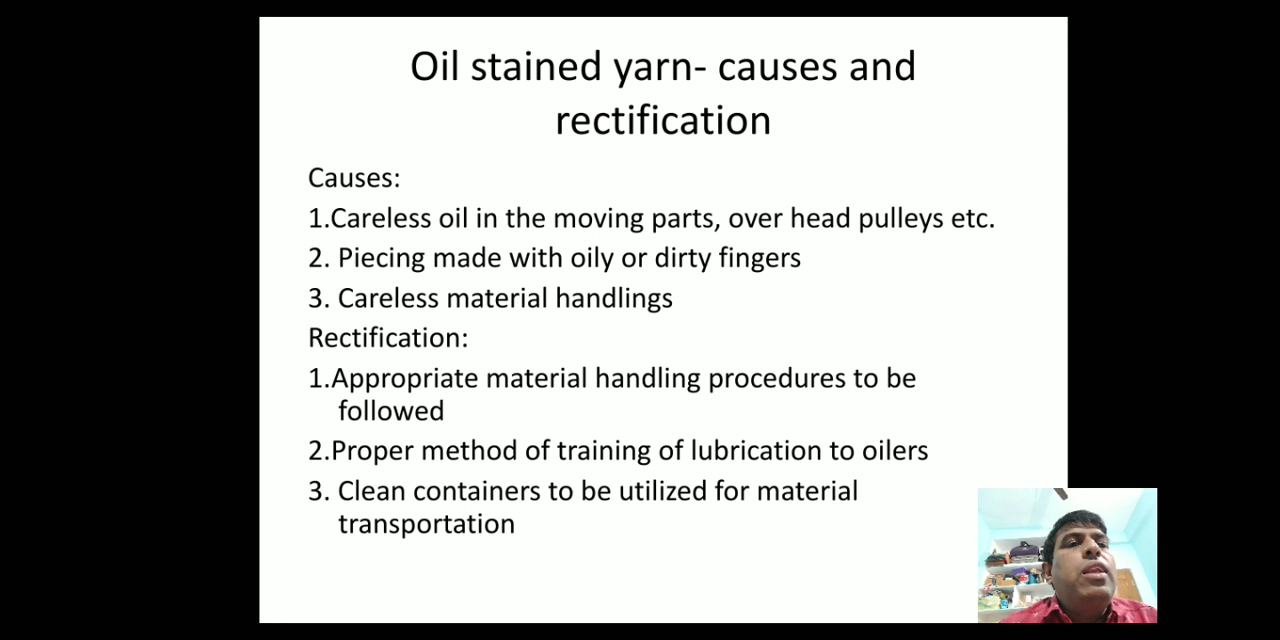 Oil stained yarn- causes and
rectification
Causes:
1.Careless oil in the moving parts, over head pulleys etc.
2. Piecing made with oily or dirty fingers
3. Careless material handlings
Rectification:
1.Appropriate material handling procedures to be
followed
2.Proper method of training of lubrication to oilers
3. Clean containers to be utilized for material
transportation